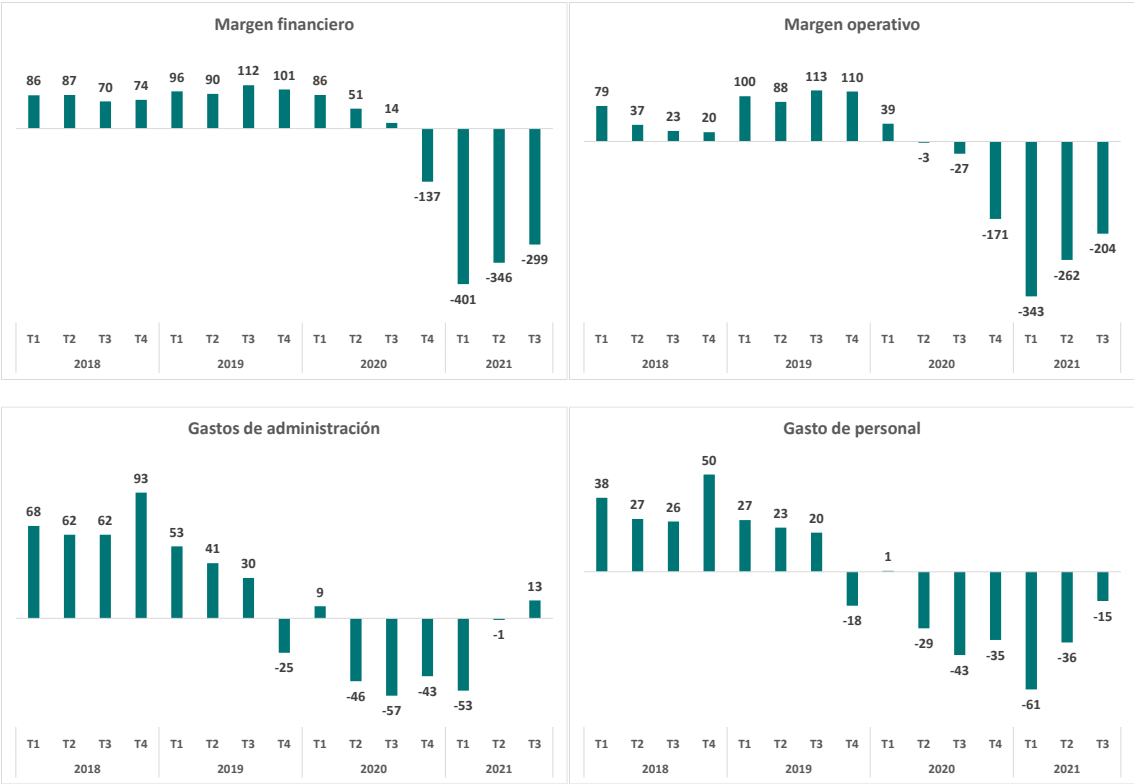 Margen financiero
86 87 70 74 96 90 112 101 86 51 14 -137 -401 -346 -299
T1 T2 T3 T4 T1 T2 T3 T4 T1 T2 T3 T4 T1 T2 T3
2018 2019 2020 2021
Margen operativo
79 37 23 20 100 88 113 110 39 -3 -27 -171 -343 -262 -204
T1 T2 T3 T4 T1 T2 T3 T4 T1 T2 T3 T4 T1 T2 T3
2018 2019 2020 2021
Gastos de administración
68 62 62 93 53 41 30 -25 9 -46 -57 -43 -53 -1 13
T1 T2 T3 T4 T1 T2 T3 T4 T1 T2 T3 T4 T1 T2 T3
2018 2019 2020 2021
Gasto de personal
38 27 26 50 27 23 20 -18 1 -29 -43 -35 -61 -36 -15
T1 T2 T3 T4 T1 T2 T3 T4 T1 T2 T3 T4 T1 T2 T3
2018 2019 2020 2021